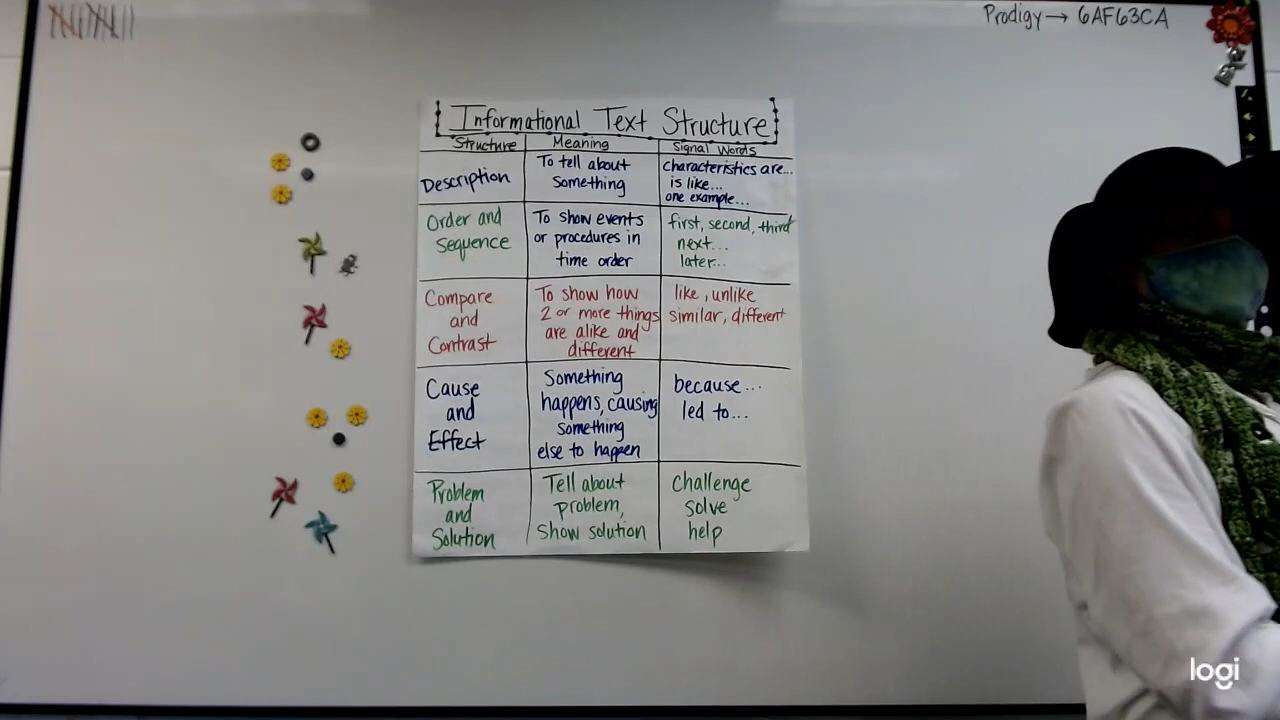 Prodigy → 6AF63CA
Informational Text Structure
Structure
Meaning
Signal Words
Description
To tell about
something
Characteristics are...
is like...
one example...
Order and
Sequence
To show events
or procedures in
time order
first, second, third
next...
later...
Compare
and
Contrast
To show how
2 or more things
are alike and
different
like, unlike
similar, different
Cause
and
Effect
Something
happens, causing
something
else to happen
because...
led to...
Problem
and
Solution
Tell about
problem,
Show solution
Challenge
solve
help
logi